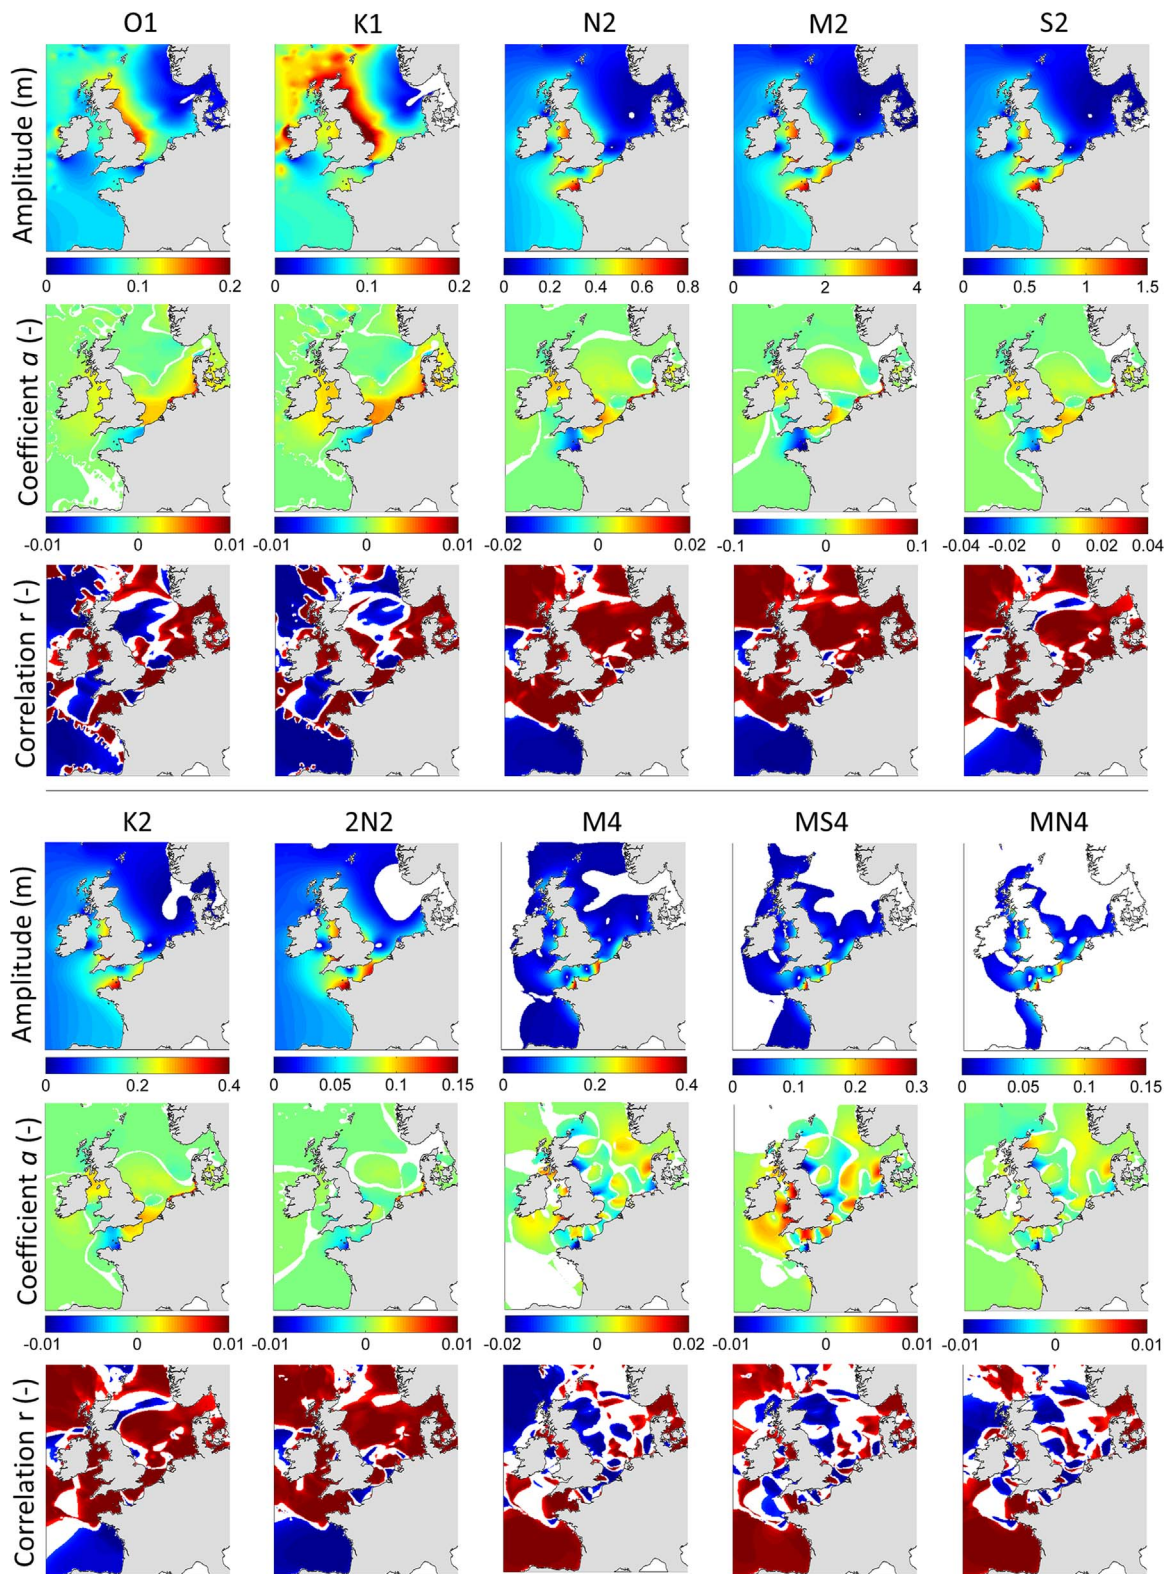 O1 K1 N2 M2 S2
Amplitude (m)
0 0.1 0.2 0 0.1 0.2 0 0.2 0.4 0.6 0.8 0 2 4 0 0.5 1 1.5
Coefficient a (-)
-0.01 0 0.01 -0.01 0 0.01 -0.02 0 0.02 -0.1 0 0.1 -0.04 -0.02 0 0.02 0.04
Correlation r (-)
K2 2N2 M4 MS4 MN4
Amplitude (m)
0 0.2 0.4 0 0.05 0.1 0.15 0 0.2 0.4 0 0.1 0.2 0.3 0 0.05 0.1 0.15
Coefficient a (-)
-0.01 0 0.01 -0.01 0 0.01 -0.02 0 0.02 -0.01 0 0.01 -0.01 0 0.01
Correlation r (-)